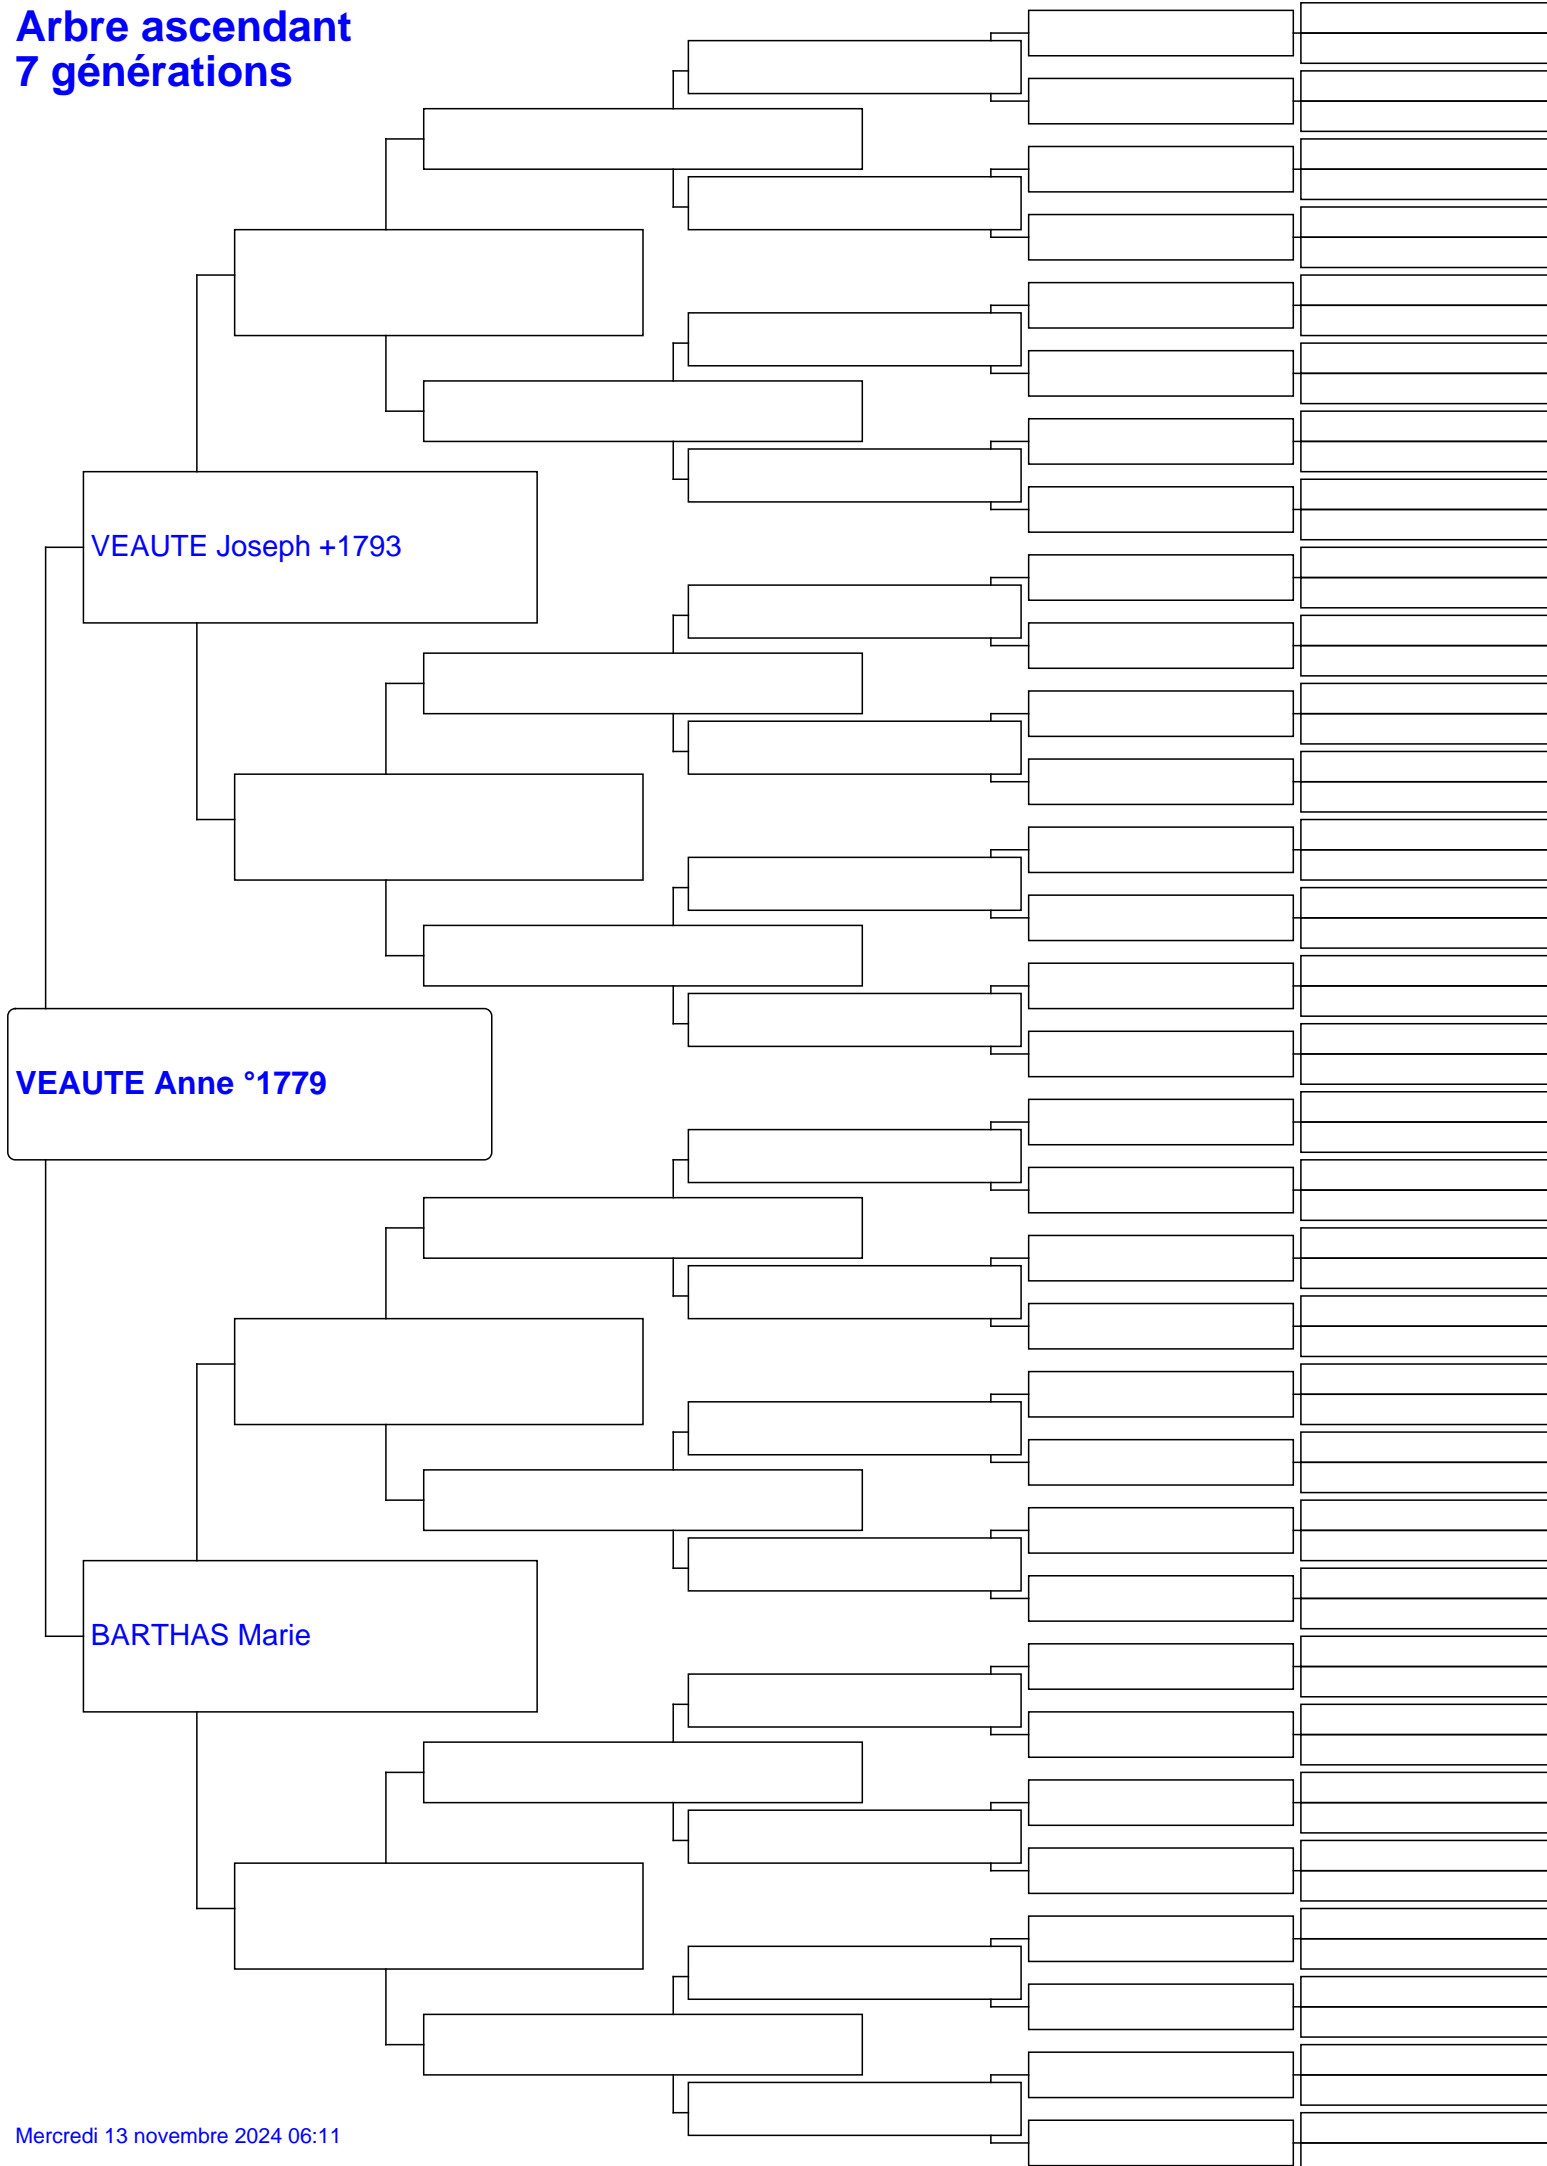 Arbre ascendant
7 générations
VEAUTE Joseph +1793
VEAUTE Anne °1779
BARTHAS Marie
Mercredi 13 novembre 2024 06:11